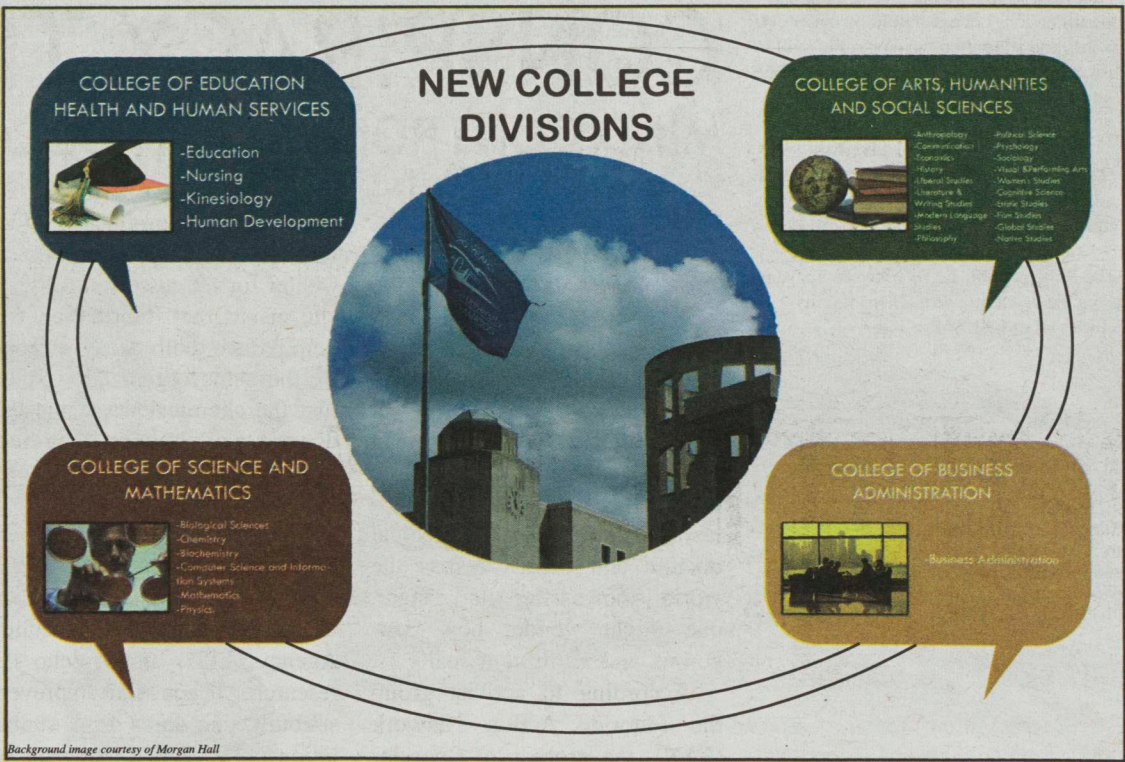 NEW COLLEGE
DIVISIONS
COLLEGE OF EDUCATION
HEALTH AND HUMAN SERVICES
-Education
-Nursing
-Kinesiology
-Human Development
COLLEGE OF ARTS, HUMANITIES
AND SOCIAL SCIENCES
-Anthropology
-Communication
-Economics
-History
-Liberal Studies
-Literature &
Writing Studies
-Modern Language
Studies
-Philosophy
-Political Science
-Psychology
-Sociology
-Visual &Performing Arts
-Women's Studies
-Cognitive Science
-Ethnic Studies
-Film Studies
-Global Studies
-Native Studies
COLLEGE OF SCIENCE AND
MATHEMATICS
-Biological Sciences
-Chemistry
-Biochemistry
-Computer Science and Informa-
tion Systems
-Mathematics
-Physics
COLLEGE OF BUSINESS
ADMINISTRATION
-Business Administration
Background image courtesy of Morgan Hall